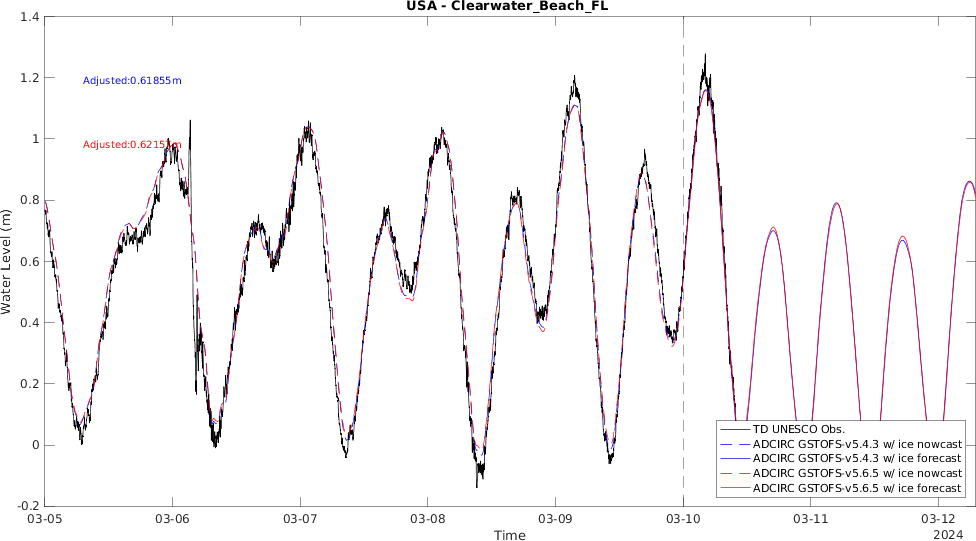 USA - Clearwater_Beach_FL
1.4
1.2
1
0.8
0.6
0.4
0.2
0
-0.2
Water Level (m)
Adjusted:0.61855m
TD UNESCO Obs.
ADCIRC GSTOFS-v5.4.3 w/ ice nowcast
ADCIRC GSTOFS-v5.4.3 w/ ice forecast
ADCIRC GSTOFS-v5.6.5 w/ ice nowcast
ADCIRC GSTOFS-v5.6.5 w/ ice forecast
03-05 03-06 03-07 03-08 03-09 03-10 03-11 03-12
Time
2024